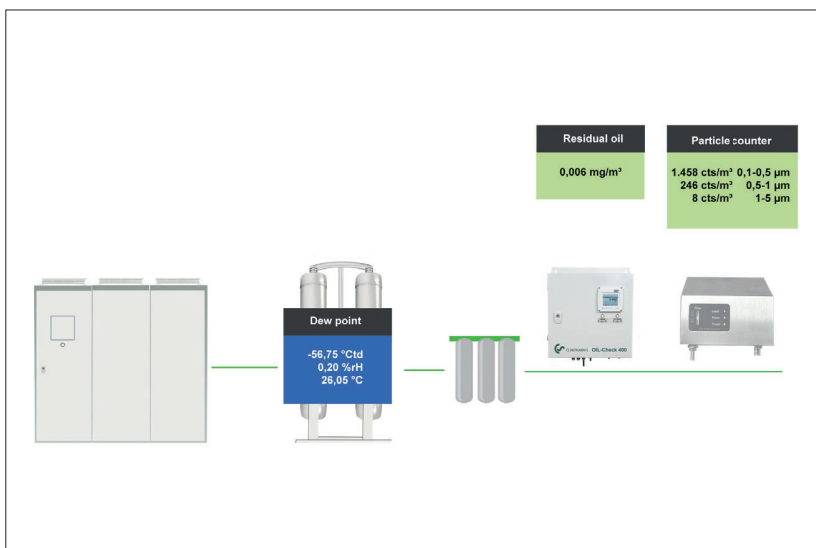 Residual oil
0,006 mg/m³
Particle counter
1.458 cts/m³ 0,1-0,5 µm
246 cts/m³ 0,5-1 µm
8 cts/m³ 1-5 µm
Dew point
-56,75 °Ctd
0,20 %rH
26,05 °C
OIL-Check 400